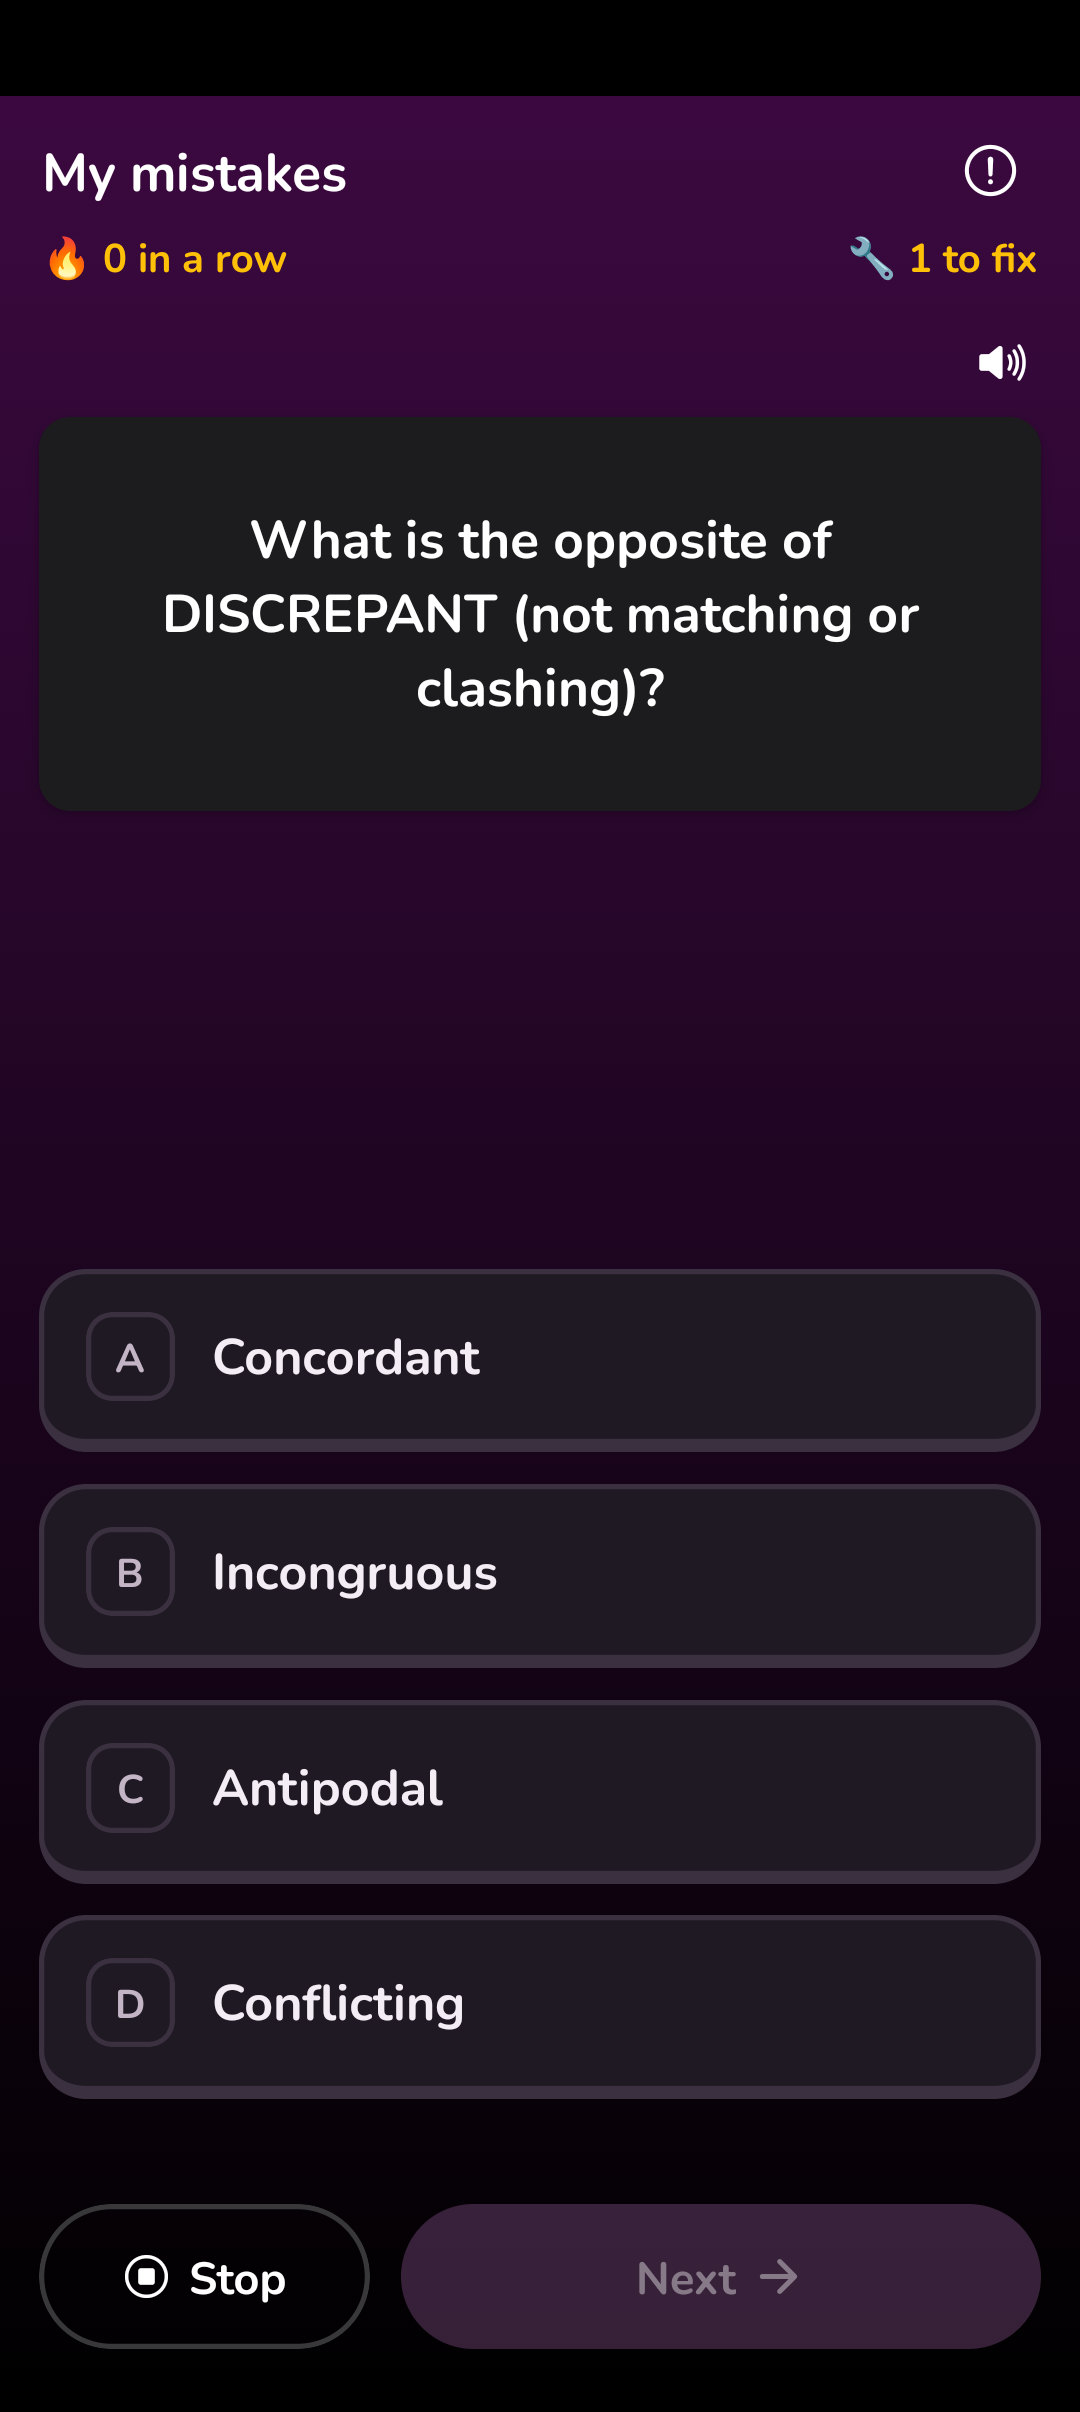 My mistakes
🔥 0 in a row
🔧 1 to fix
What is the opposite of
DISCREPANT (not matching or
clashing)?
A Concordant
B Incongruous
C Antipodal
D Conflicting
Stop
Next →